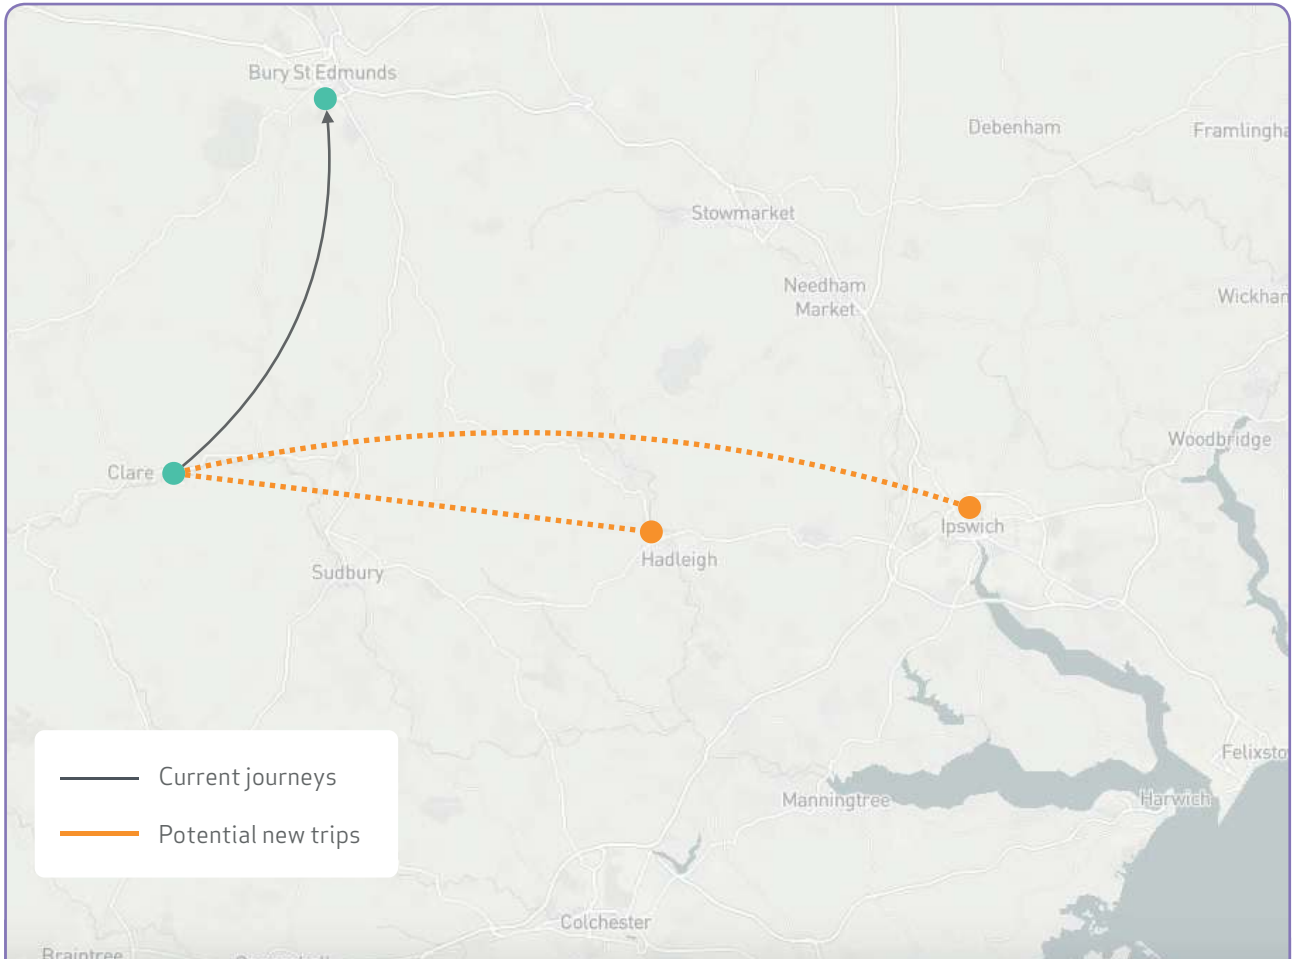 Bury St Edmunds
Debenham
Framlingha
Stowmarket
Needham
Market
Wickhar
Woodbridge
Clare
Ipswich
Hadleigh
Sudbury
Felixsto
Current journeys
Potential new trips
Manningtree
Harwich
Colchester
Braintree